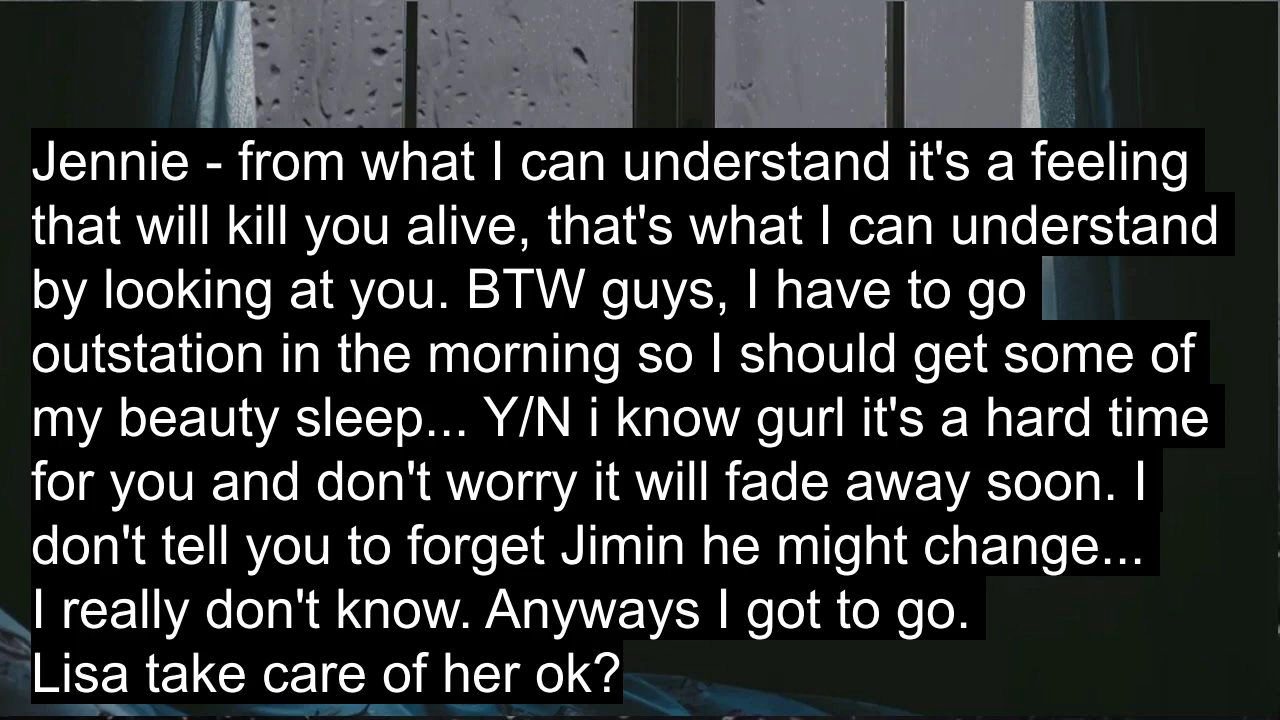 Jennie - from what I can understand it's a feeling
that will kill you alive, that's what I can understand
by looking at you. BTW guys, I have to go
outstation in the morning so I should get some of
my beauty sleep... Y/N i know gurl it's a hard time
for you and don't worry it will fade away soon. I
don't tell you to forget Jimin he might change...
I really don't know. Anyways I got to go.
Lisa take care of her ok?